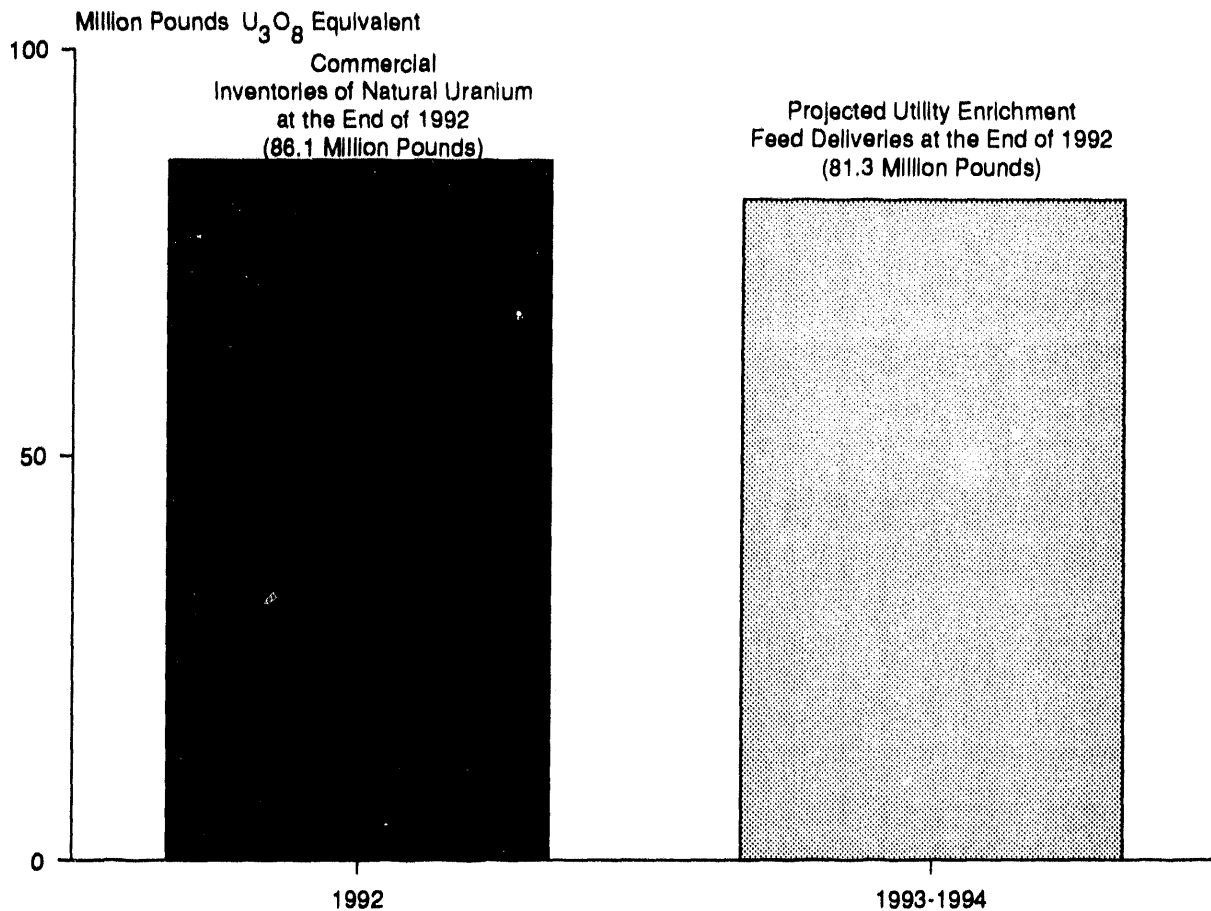 Million Pounds U3O8 Equivalent
100
Commercial
Inventories of Natural Uranium
at the End of 1992
(86.1 Million Pounds)
Projected Utility Enrichment
Feed Deliveries at the End of 1992
(81.3 Million Pounds)
50
0
1992
1993-1994